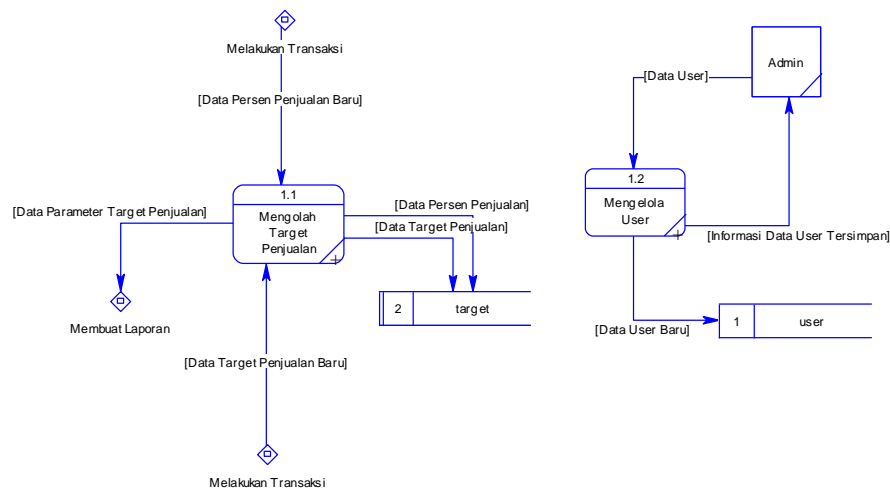 Melakukan Transaksi
[Data Persen Penjualan Baru]
1.1
Mengolah
Target
Penjualan
[Data Parameter Target Penjualan]
[Data Persen Penjualan]
[Data Target Penjualan]
Membuat Laporan
2
target
[Data Target Penjualan Baru]
Melakukan Transaksi
Admin
[Data User]
1.2
Mengelola
User
[Informasi Data User Tersimpan]
[Data User Baru]
1
user